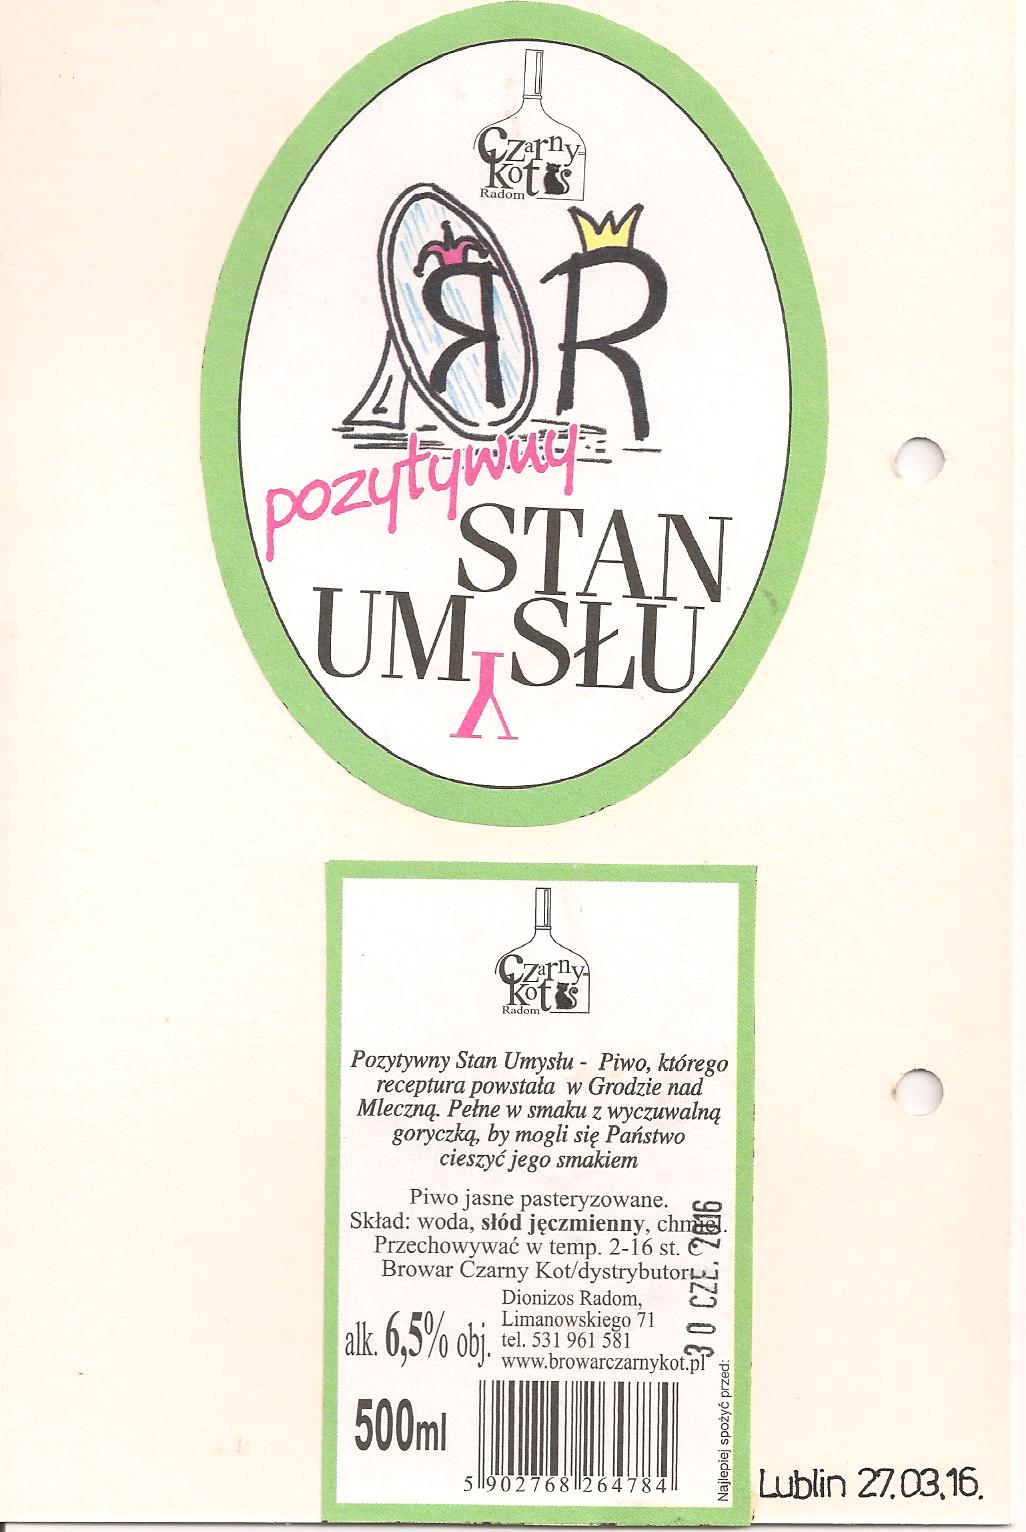 Czarny-
Kot
Radom
R R
pozytywny
STAN
UMYSŁU
Czarny-
Kot
Radom
Pozytywny Stan Umysłu - Piwo, którego
receptura powstała w Grodzie nad
Mleczną. Pełne w smaku z wyczuwalną
goryczką, by mogli się Państwo
cieszyć jego smakiem
Piwo jasne pasteryzowane.
Skład: woda, słód jęczmienny, chmiel.
Przechowywać w temp. 2-16 st. C
Browar Czarny Kot/dystrybutor
Dionizos Radom,
Limanowskiego 71
tel. 531 961 581
www.browarczarnykot.pl
alk. 6,5% obj.
500ml
5 902768 264784
Najlepiej spożyć przed:
30 CZE. 2016
Lublin 27.03.16.